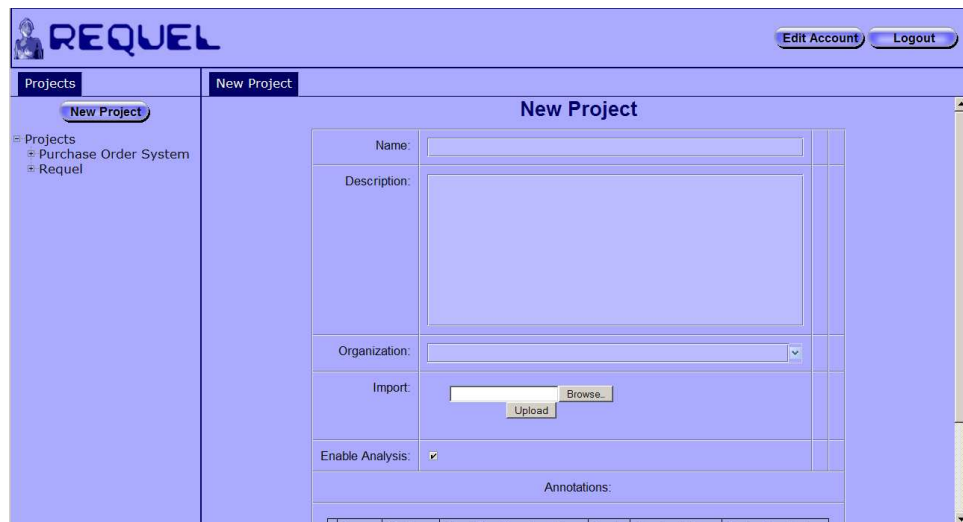 REQUEL
Edit Account Logout
Projects
New Project
New Project
Projects
Purchase Order System
Requel
New Project
Name:
Description:
Organization:
Import:
Browse..
Upload
Enable Analysis:
Annotations: